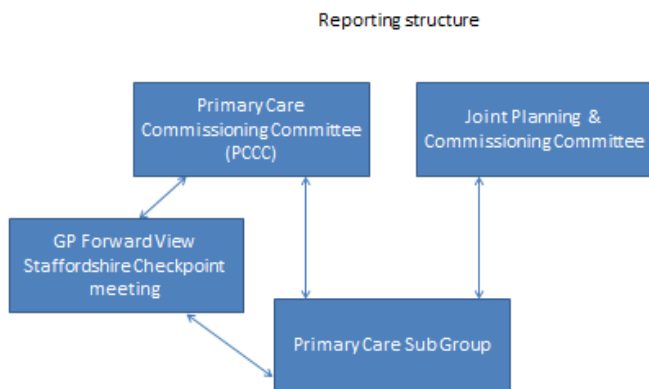 Reporting structure
Primary Care
Commissioning Committee
(PCCC)
Joint Planning &
Commissioning Committee
GP Forward View
Staffordshire Checkpoint
meeting
Primary Care Sub Group